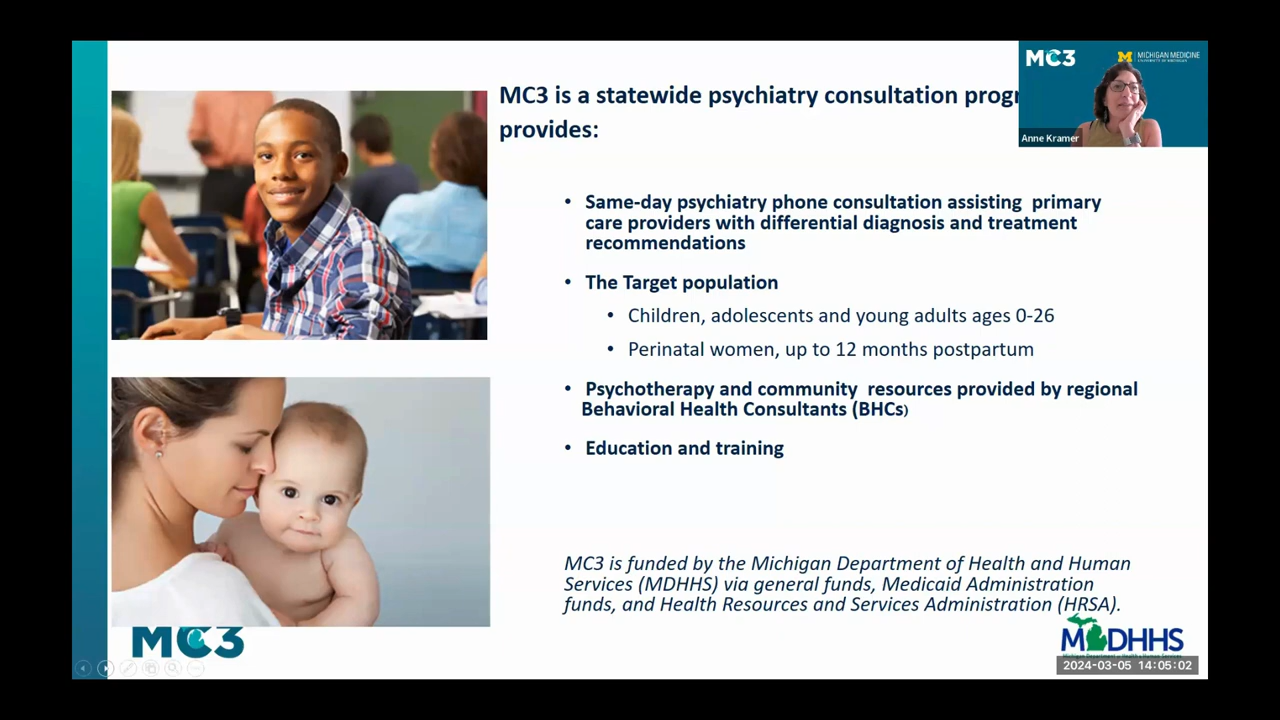 MC3 is a statewide psychiatry consultation
provides:
MC3
MICHIGAN MEDICINE
UNIVERSITY OF MICHIGAN
Anne Kramer
• Same-day psychiatry phone consultation assisting primary
care providers with differential diagnosis and treatment
recommendations
• The Target population
• Children, adolescents and young adults ages 0-26
• Perinatal women, up to 12 months postpartum
• Psychotherapy and community resources provided by regional
Behavioral Health Consultants (BHCs)
• Education and training
MC3 is funded by the Michigan Department of Health and Human
Services (MDHHS) via general funds, Medicaid Administration
funds, and Health Resources and Services Administration (HRSA).
MC3
MDHHS
2024-03-05 14:05:02